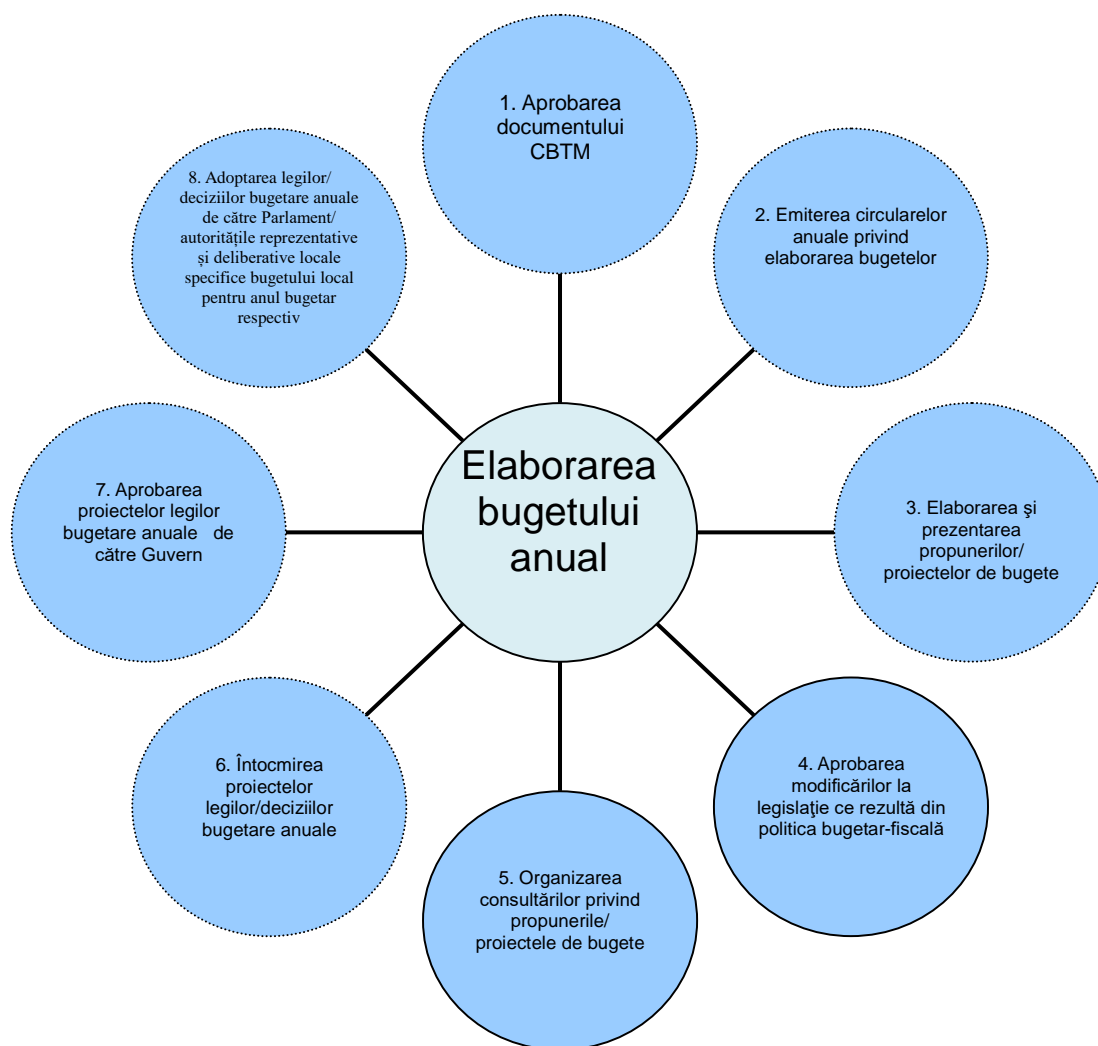 1. Aprobarea
documentului
CBTM
2. Emiterea circularelor
anuale privind
elaborarea bugetelor
3. Elaborarea şi
prezentarea
propunerilor/
proiectelor de bugete
4. Aprobarea
modificărilor la
legislaţie ce rezultă din
politica bugetar-fiscală
5. Organizarea
consultărilor privind
propunerile/
proiectele de bugete
6. Întocmirea
proiectelor
legilor/deciziilor
bugetare anuale
7. Aprobarea
proiectelor legilor
bugetare anuale de
către Guvern
8. Adoptarea legilor/
deciziilor bugetare anuale
de către Parlament/
autoritățile reprezentative
și deliberative locale
specifice bugetului local
pentru anul bugetar
respectiv
Elaborarea
bugetului
anual